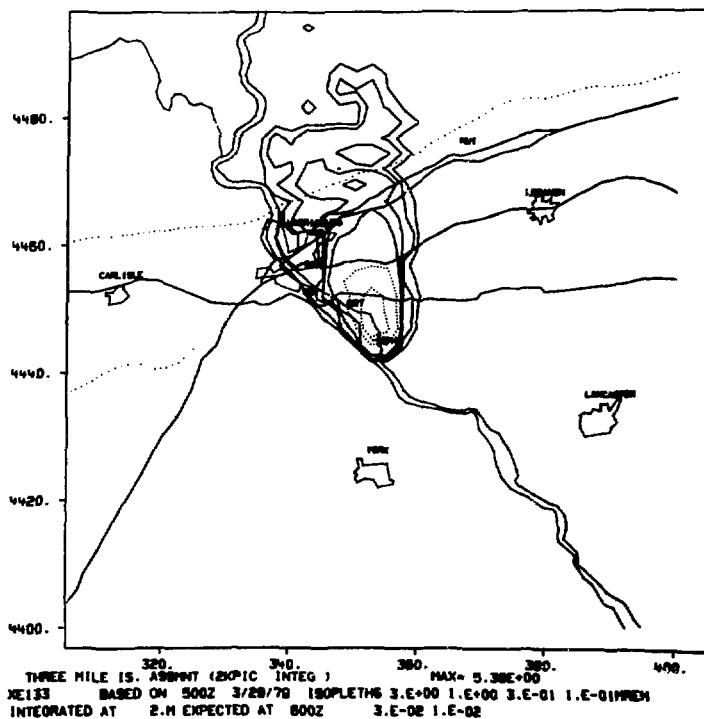 4480.
4460.
LEBANON
CARLISLE
4440.
LANCASTER
YORK
4420.
4400.
320. 340. 360. 380. 400.
THREE MILE IS. ASSMNT (2KPIC INTEG ) MAX= 5.38E+00
XE133 BASED ON 500Z 3/29/79 ISOPLETHS 3.E+00 1.E+00 3.E-01 1.E-01MREM
INTEGRATED AT 2.M EXPECTED AT 600Z 3.E-02 1.E-02